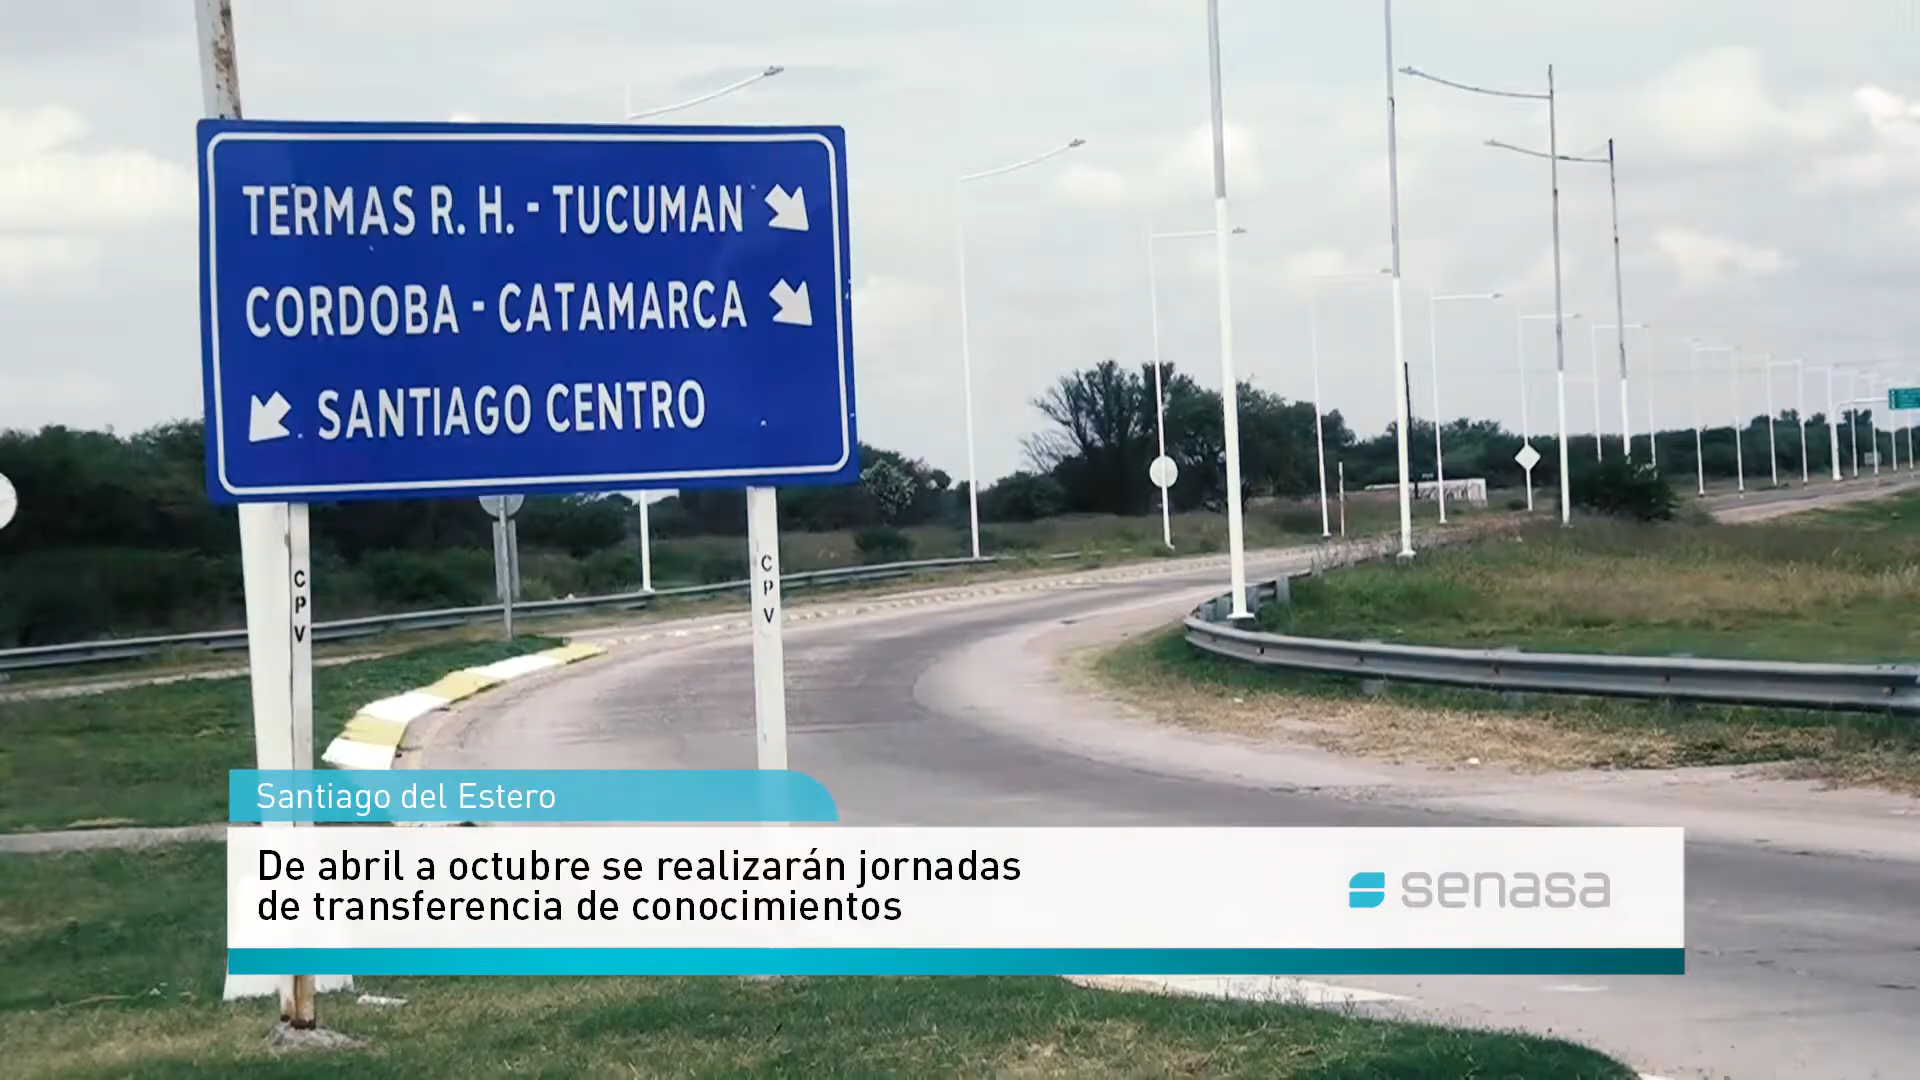 TERMAS R. H. - TUCUMAN
CORDOBA - CATAMARCA
SANTIAGO CENTRO
CPV
CPV
Santiago del Estero
De abril a octubre se realizarán jornadas
de transferencia de conocimientos
senasa